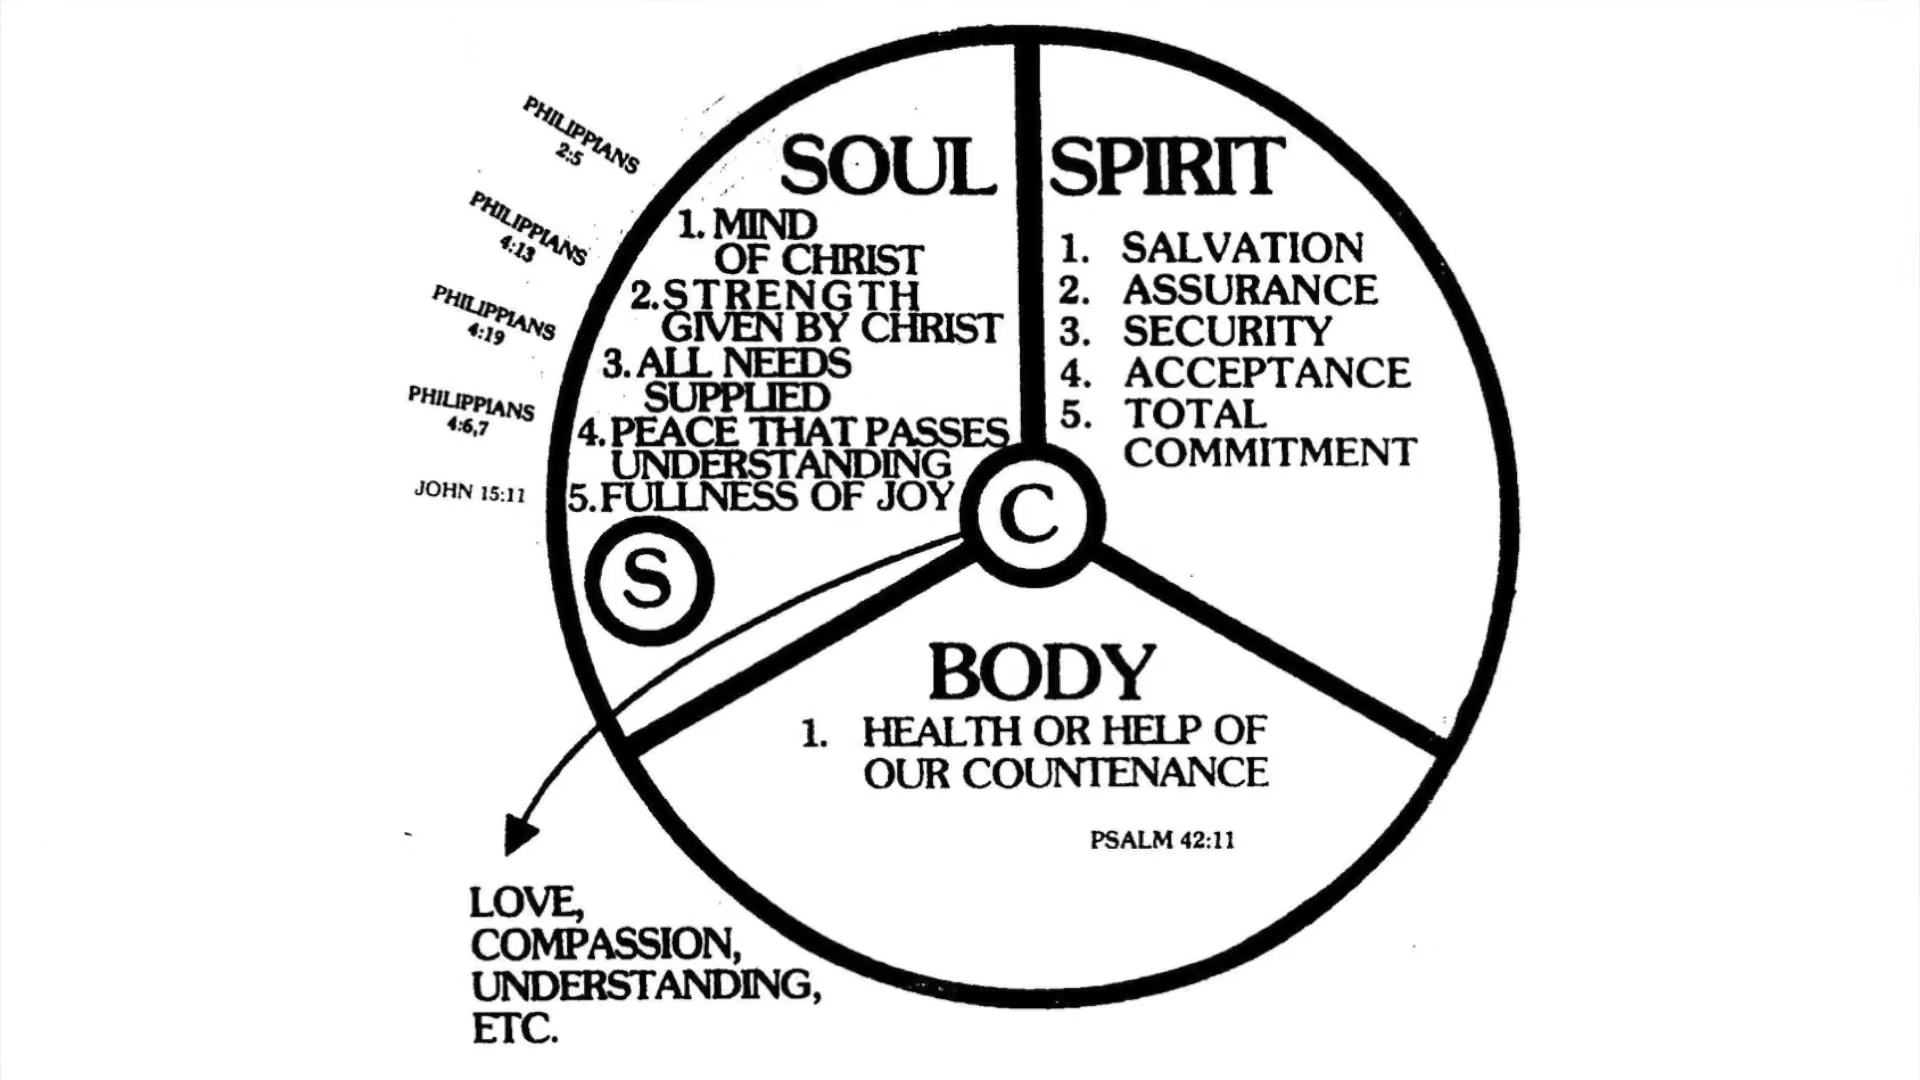 PHILIPPIANS
2:5
PHILIPPIANS
4:13
PHILIPPIANS
4:19
PHILIPPIANS
4:6,7
JOHN 15:11
SOUL
1. MIND
OF CHRIST
2. STRENGTH
GIVEN BY CHRIST
3. ALL NEEDS
SUPPLIED
4. PEACE THAT PASSES
UNDERSTANDING
5. FULLNESS OF JOY
S
SPIRIT
1. SALVATION
2. ASSURANCE
3. SECURITY
4. ACCEPTANCE
5. TOTAL
COMMITMENT
C
BODY
1. HEALTH OR HELP OF
OUR COUNTENANCE
PSALM 42:11
LOVE,
COMPASSION,
UNDERSTANDING,
ETC.